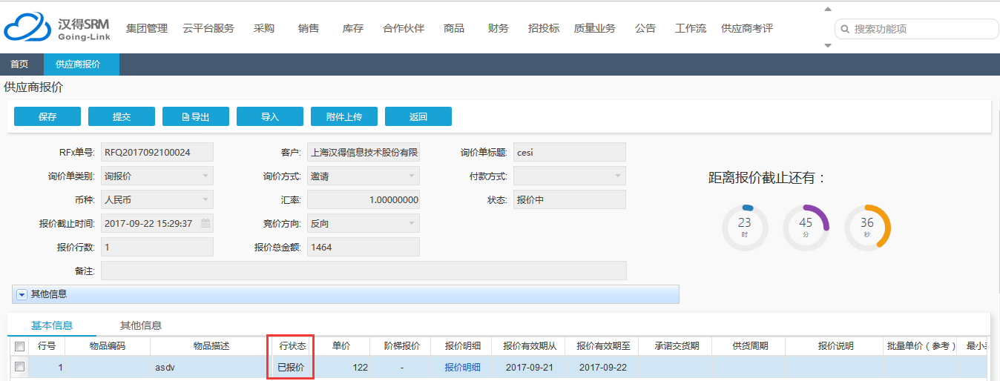 汉得SRM
Going-Link
集团管理 云平台服务 采购 销售 库存 合作伙伴 商品 财务 招投标 质量业务 公告 工作流 供应商考评
搜索功能项
首页 供应商报价
供应商报价
保存 提交 导出 导入 附件上传 返回
RFx单号: RFQ2017092100024 客户: 上海汉得信息技术股份有限 询价单标题: cesi
询价单类别: 询报价 询价方式: 邀请 付款方式:
币种: 人民币 汇率: 1.00000000 状态: 报价中
报价截止时间: 2017-09-22 15:29:37 竞价方向: 反向
报价行数: 1 报价总金额: 1464
备注:
距离报价截止还有：
23 45 36
时 分 秒
其他信息
基本信息 其他信息
行号 物品编码 物品描述 行状态 单价 阶梯报价 报价明细 报价有效期从 报价有效期至 承诺交货期 供货周期 报价说明 批量单价（参考） 最小
1 asdv 已报价 122 - 报价明细 2017-09-21 2017-09-22